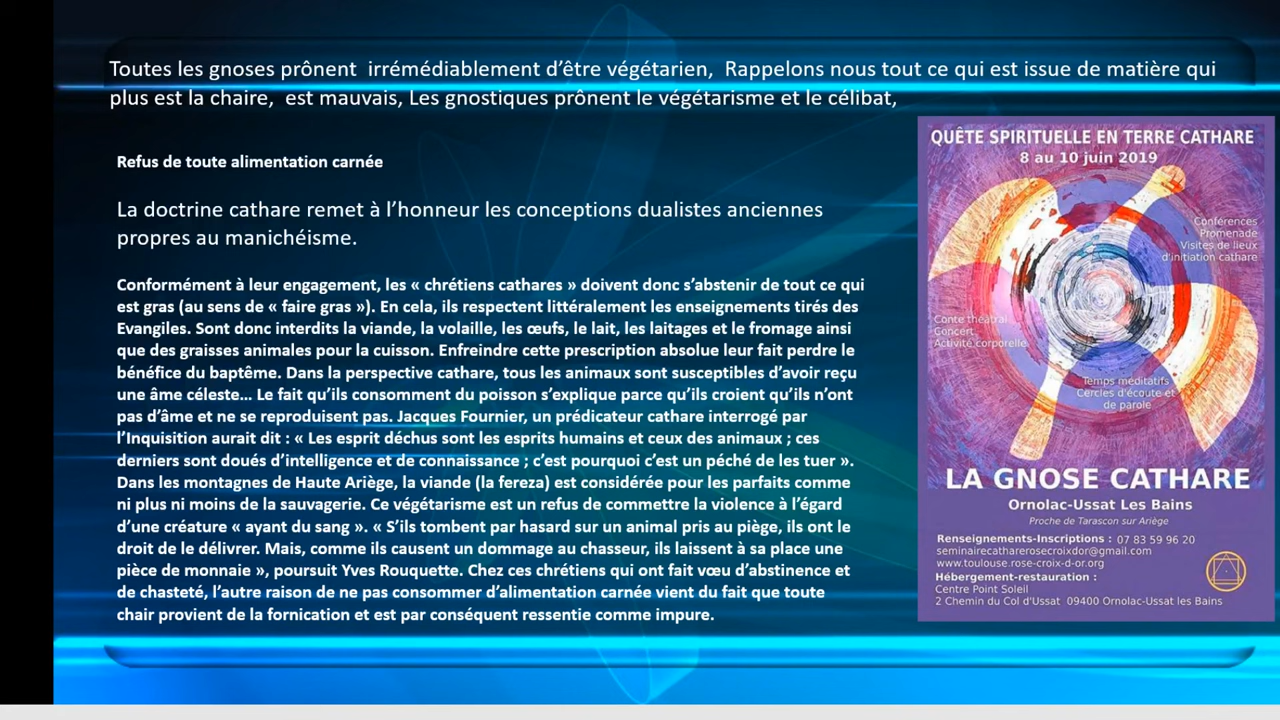 Toutes les gnoses prônent  irrémédiablement d’être végétarien,  Rappelons nous tout ce qui est issue de matière qui
plus est la chaire,  est mauvais, Les gnostiques prônent le végétarisme et le célibat,
Refus de toute alimentation carnée
La doctrine cathare remet à l’honneur les conceptions dualistes anciennes
propres au manichéisme.
Conformément à leur engagement, les « chrétiens cathares » doivent donc s’abstenir de tout ce qui
est gras (au sens de « faire gras »). En cela, ils respectent littéralement les enseignements tirés des
Evangiles. Sont donc interdits la viande, la volaille, les œufs, le lait, les laitages et le fromage ainsi
que des graisses animales pour la cuisson. Enfreindre cette prescription absolue leur fait perdre le
bénéfice du baptême. Dans la perspective cathare, tous les animaux sont susceptibles d’avoir reçu
une âme céleste... Le fait qu’ils consomment du poisson s’explique parce qu’ils croient qu’ils n’ont
pas d’âme et ne se reproduisent pas. Jacques Fournier, un prédicateur cathare interrogé par
l’Inquisition aurait dit : « Les esprit déchus sont les esprits humains et ceux des animaux ; ces
derniers sont doués d’intelligence et de connaissance ; c’est pourquoi c’est un péché de les tuer ».
Dans les montagnes de Haute Ariège, la viande (la fereza) est considérée pour les parfaits comme
ni plus ni moins de la sauvagerie. Ce végétarisme est un refus de commettre la violence à l’égard
d’une créature « ayant du sang ». « S’ils tombent par hasard sur un animal pris au piège, ils ont le
droit de le délivrer. Mais, comme ils causent un dommage au chasseur, ils laissent à sa place une
pièce de monnaie », poursuit Yves Rouquette. Chez ces chrétiens qui ont fait vœu d’abstinence et
de chasteté, l’autre raison de ne pas consommer d’alimentation carnée vient du fait que toute
chair provient de la fornication et est par conséquent ressentie comme impure.
QUÊTE SPIRITUELLE EN TERRE CATHARE
8 au 10 juin 2019
Conférences
Promenade
Visites de lieux
d'initiation cathare
Conte théatral
Concert
Activité corporelle
Temps méditatifs
Cercles d'écoute et
de parole
LA GNOSE CATHARE
Ornolac-Ussat Les Bains
Proche de Tarascon sur Ariège
Renseignements-Inscriptions : 07 83 59 96 20
seminairecatharerosecroixdor@gmail.com
www.toulouse.rose-croix-d-or.org
Hébergement-restauration :
Centre Point Soleil
2 Chemin du Col d'Ussat  09400 Ornolac-Ussat les Bains